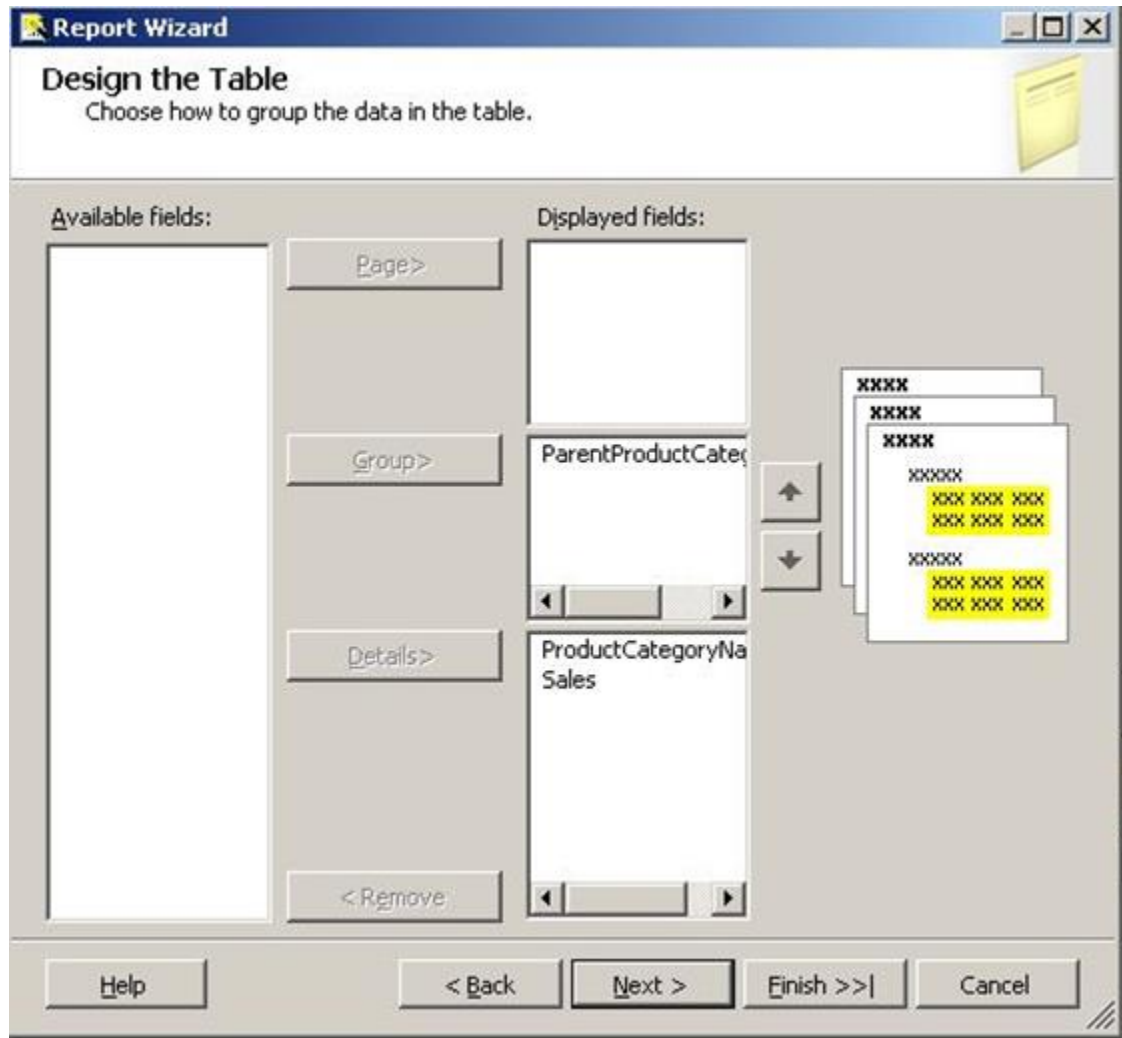 Report Wizard
Design the Table
Choose how to group the data in the table.
Available fields:
Displayed fields:
Page>
Group>
ParentProductCateg
Details>
ProductCategoryNa
Sales
< Remove
xxxx
xxxx
xxxx
xxxxx
xxx xxx xxx
xxx xxx xxx
xxxxx
xxx xxx xxx
xxx xxx xxx
Help
< Back
Next >
Finish >>|
Cancel